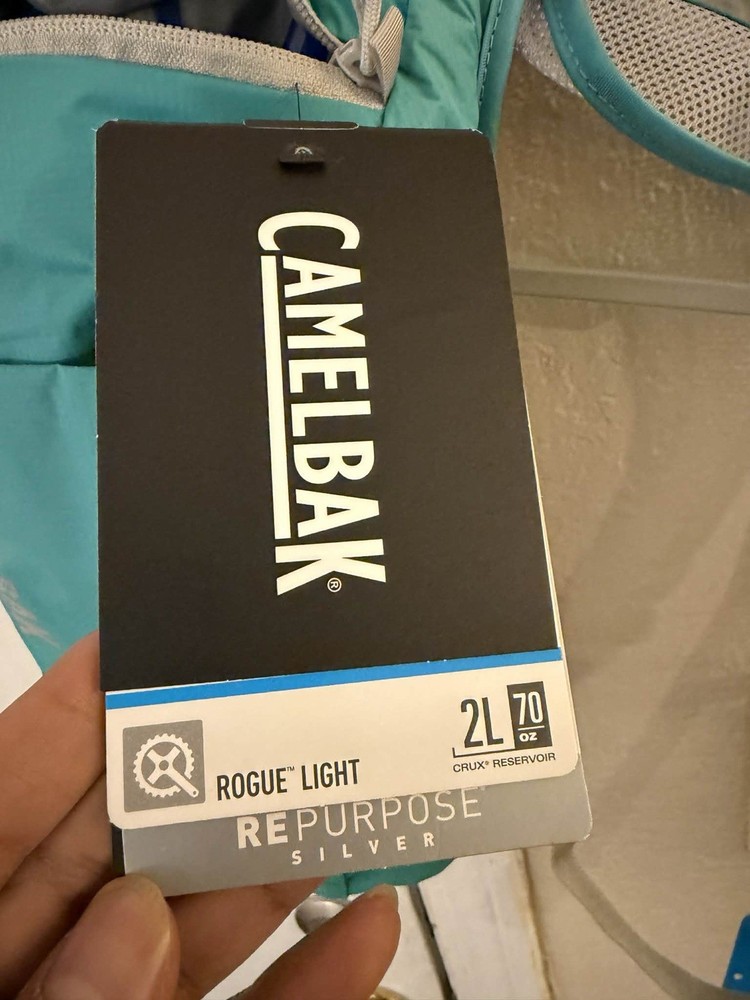 CAMELBAK®
ROGUE™ LIGHT
2L 70 OZ
CRUX® RESERVOIR
REPURPOSE
SILVER